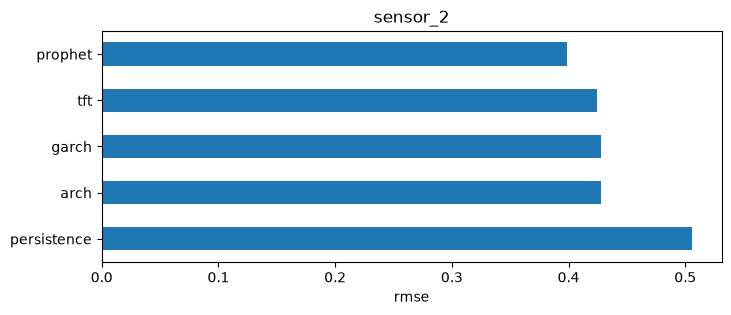 sensor_2
prophet
tft
garch
arch
persistence
0.0 0.1 0.2 0.3 0.4 0.5
rmse